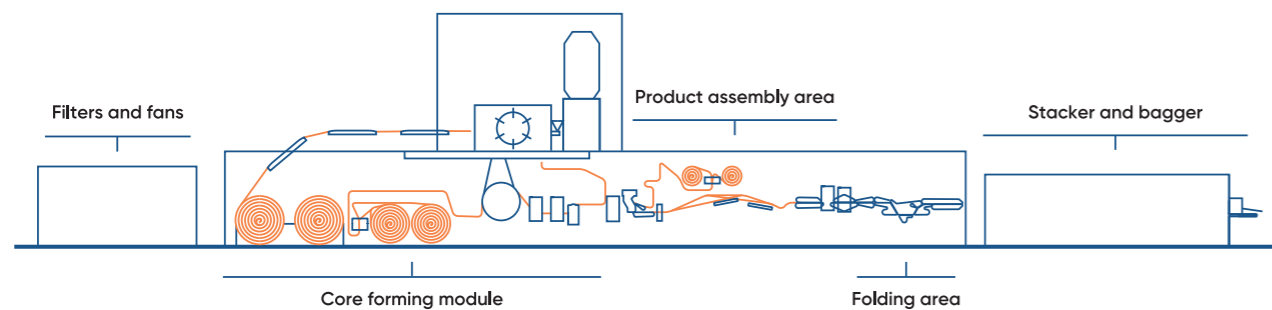 Filters and fans
Product assembly area
Stacker and bagger
Core forming module
Folding area